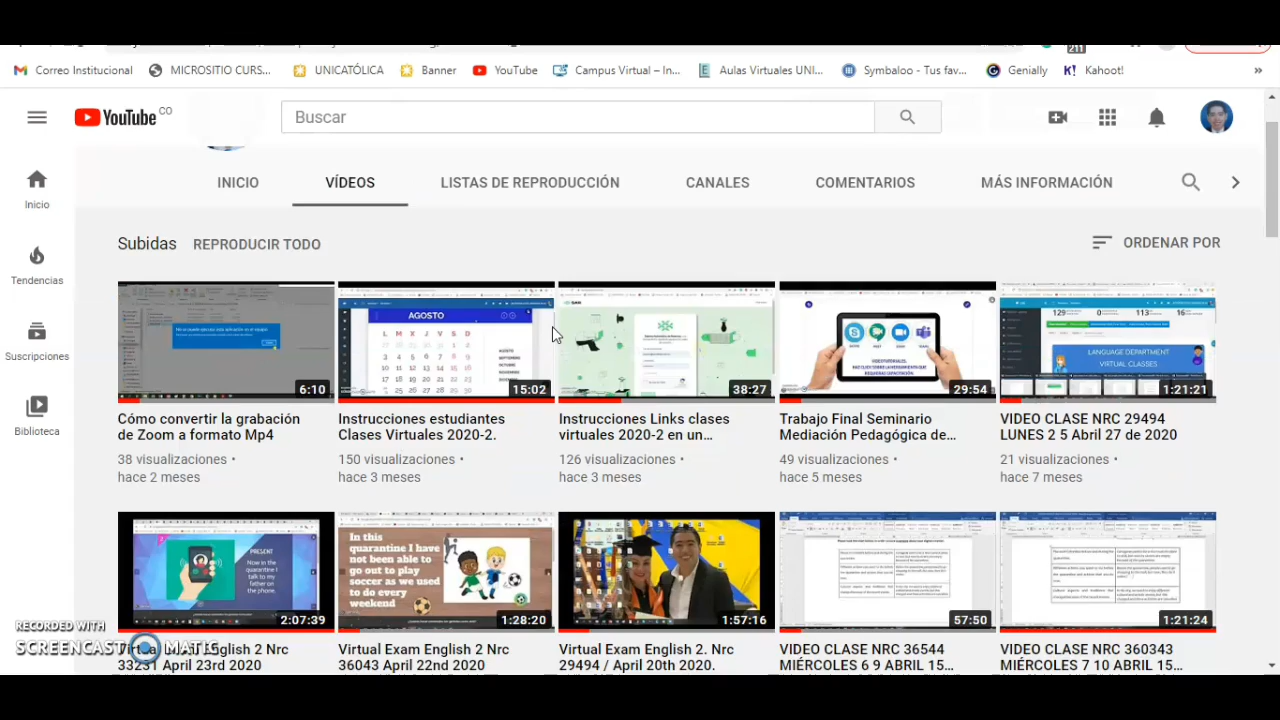 211
Correo Institucional MICROSITIO CURS... UNICATÓLICA Banner YouTube Campus Virtual – In... Aulas Virtuales UNI... Symbaloo - Tus fav... Genially K! Kahoot! »
YouTube CO Buscar
INICIO VÍDEOS LISTAS DE REPRODUCCIÓN CANALES COMENTARIOS MÁS INFORMACIÓN
Inicio
Tendencias
Suscripciones
Biblioteca
Subidas REPRODUCIR TODO ORDENAR POR
6:10
Cómo convertir la grabación
de Zoom a formato Mp4
38 visualizaciones •
hace 2 meses
AGOSTO
L M X J V S D
15:02
Instrucciones estudiantes
Clases Virtuales 2020-2.
150 visualizaciones •
hace 3 meses
38:27
Instrucciones Links clases
virtuales 2020-2 en un...
126 visualizaciones •
hace 3 meses
29:54
Trabajo Final Seminario
Mediación Pedagógica de...
49 visualizaciones •
hace 5 meses
129 0 113 16
LANGUAGE DEPARTMENT
VIRTUAL CLASSES
1:21:21
VIDEO CLASE NRC 29494
LUNES 2 5 Abril 27 de 2020
21 visualizaciones •
hace 7 meses
PRESENT
Now in the
quarantine I
talk to my
father on
the phone.
2:07:39
Virtual Exam English 2 Nrc
33231 April 23rd 2020
In this
quarantine I have
not been able to
go out to play
soccer as we used
to do every
weekend
1:28:20
Virtual Exam English 2 Nrc
36043 April 22nd 2020
1:57:16
Virtual Exam English 2. Nrc
29494 / April 20th 2020.
57:50
VIDEO CLASE NRC 36544
MIÉRCOLES 6 9 ABRIL 15...
1:21:24
VIDEO CLASE NRC 360343
MIÉRCOLES 7 10 ABRIL 15...
RECORDED WITH
SCREENCAST MATIC